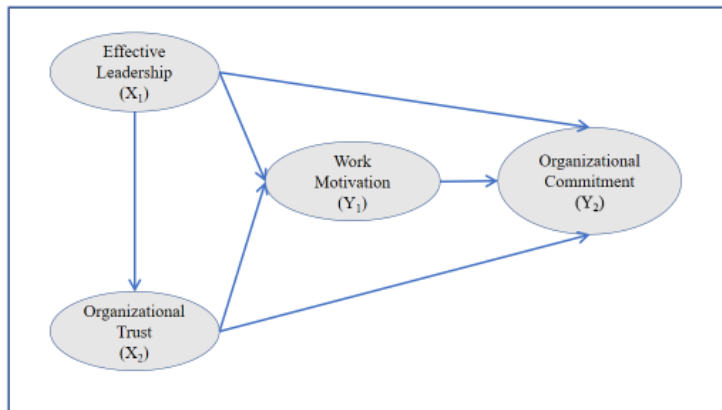 Effective
Leadership
(X₁)
Work
Motivation
(Y₁)
Organizational
Commitment
(Y₂)
Organizational
Trust
(X₂)